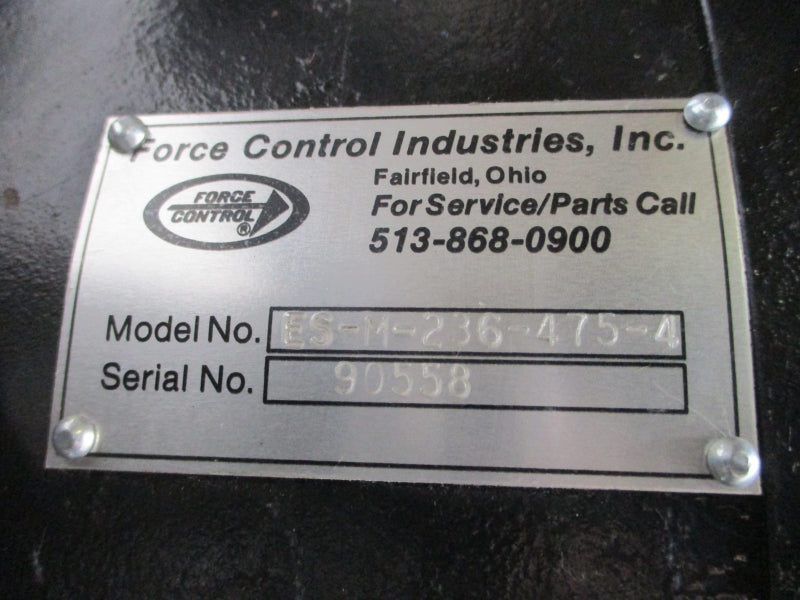 Force Control Industries, Inc.
Fairfield, Ohio
FORCE
CONTROL
®
For Service/Parts Call
513-868-0900
Model No. ES-M-236-475-4
Serial No. 90558